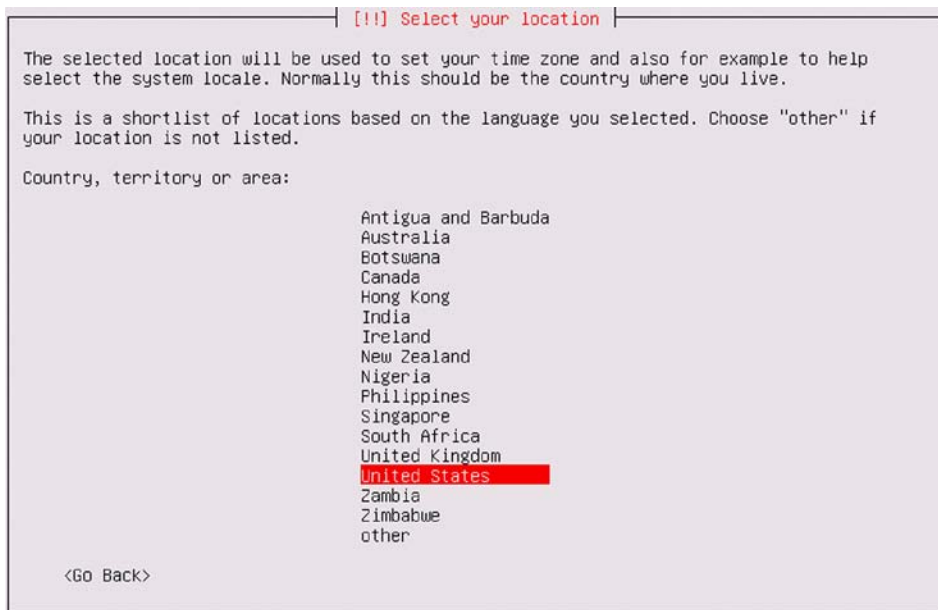 [!!] Select your location
The selected location will be used to set your time zone and also for example to help
select the system locale. Normally this should be the country where you live.
This is a shortlist of locations based on the language you selected. Choose "other" if
your location is not listed.
Country, territory or area:
Antigua and Barbuda
Australia
Botswana
Canada
Hong Kong
India
Ireland
New Zealand
Nigeria
Philippines
Singapore
South Africa
United Kingdom
United States
Zambia
Zimbabwe
other
<Go Back>